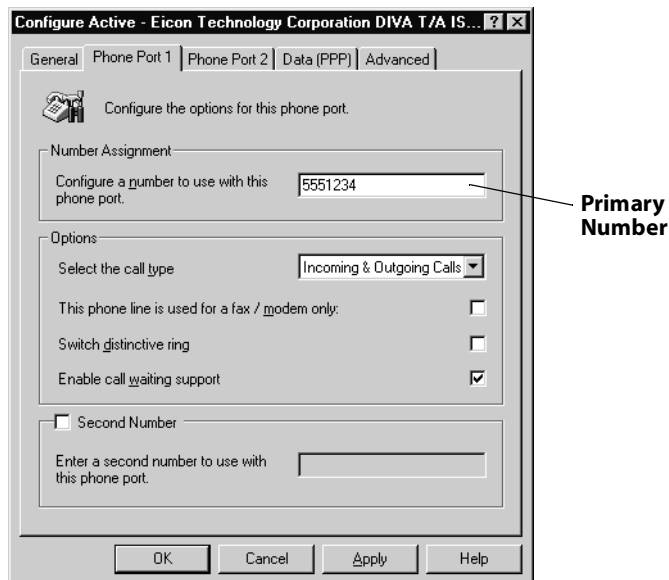 Configure Active - Eicon Technology Corporation DIVA T/A IS...
General Phone Port 1 Phone Port 2 Data (PPP) Advanced
Configure the options for this phone port.
Number Assignment
Configure a number to use with this
phone port.
5551234
Primary
Number
Options
Select the call type Incoming & Outgoing Calls
This phone line is used for a fax / modem only:
Switch distinctive ring
Enable call waiting support
Second Number
Enter a second number to use with
this phone port.
OK Cancel Apply Help